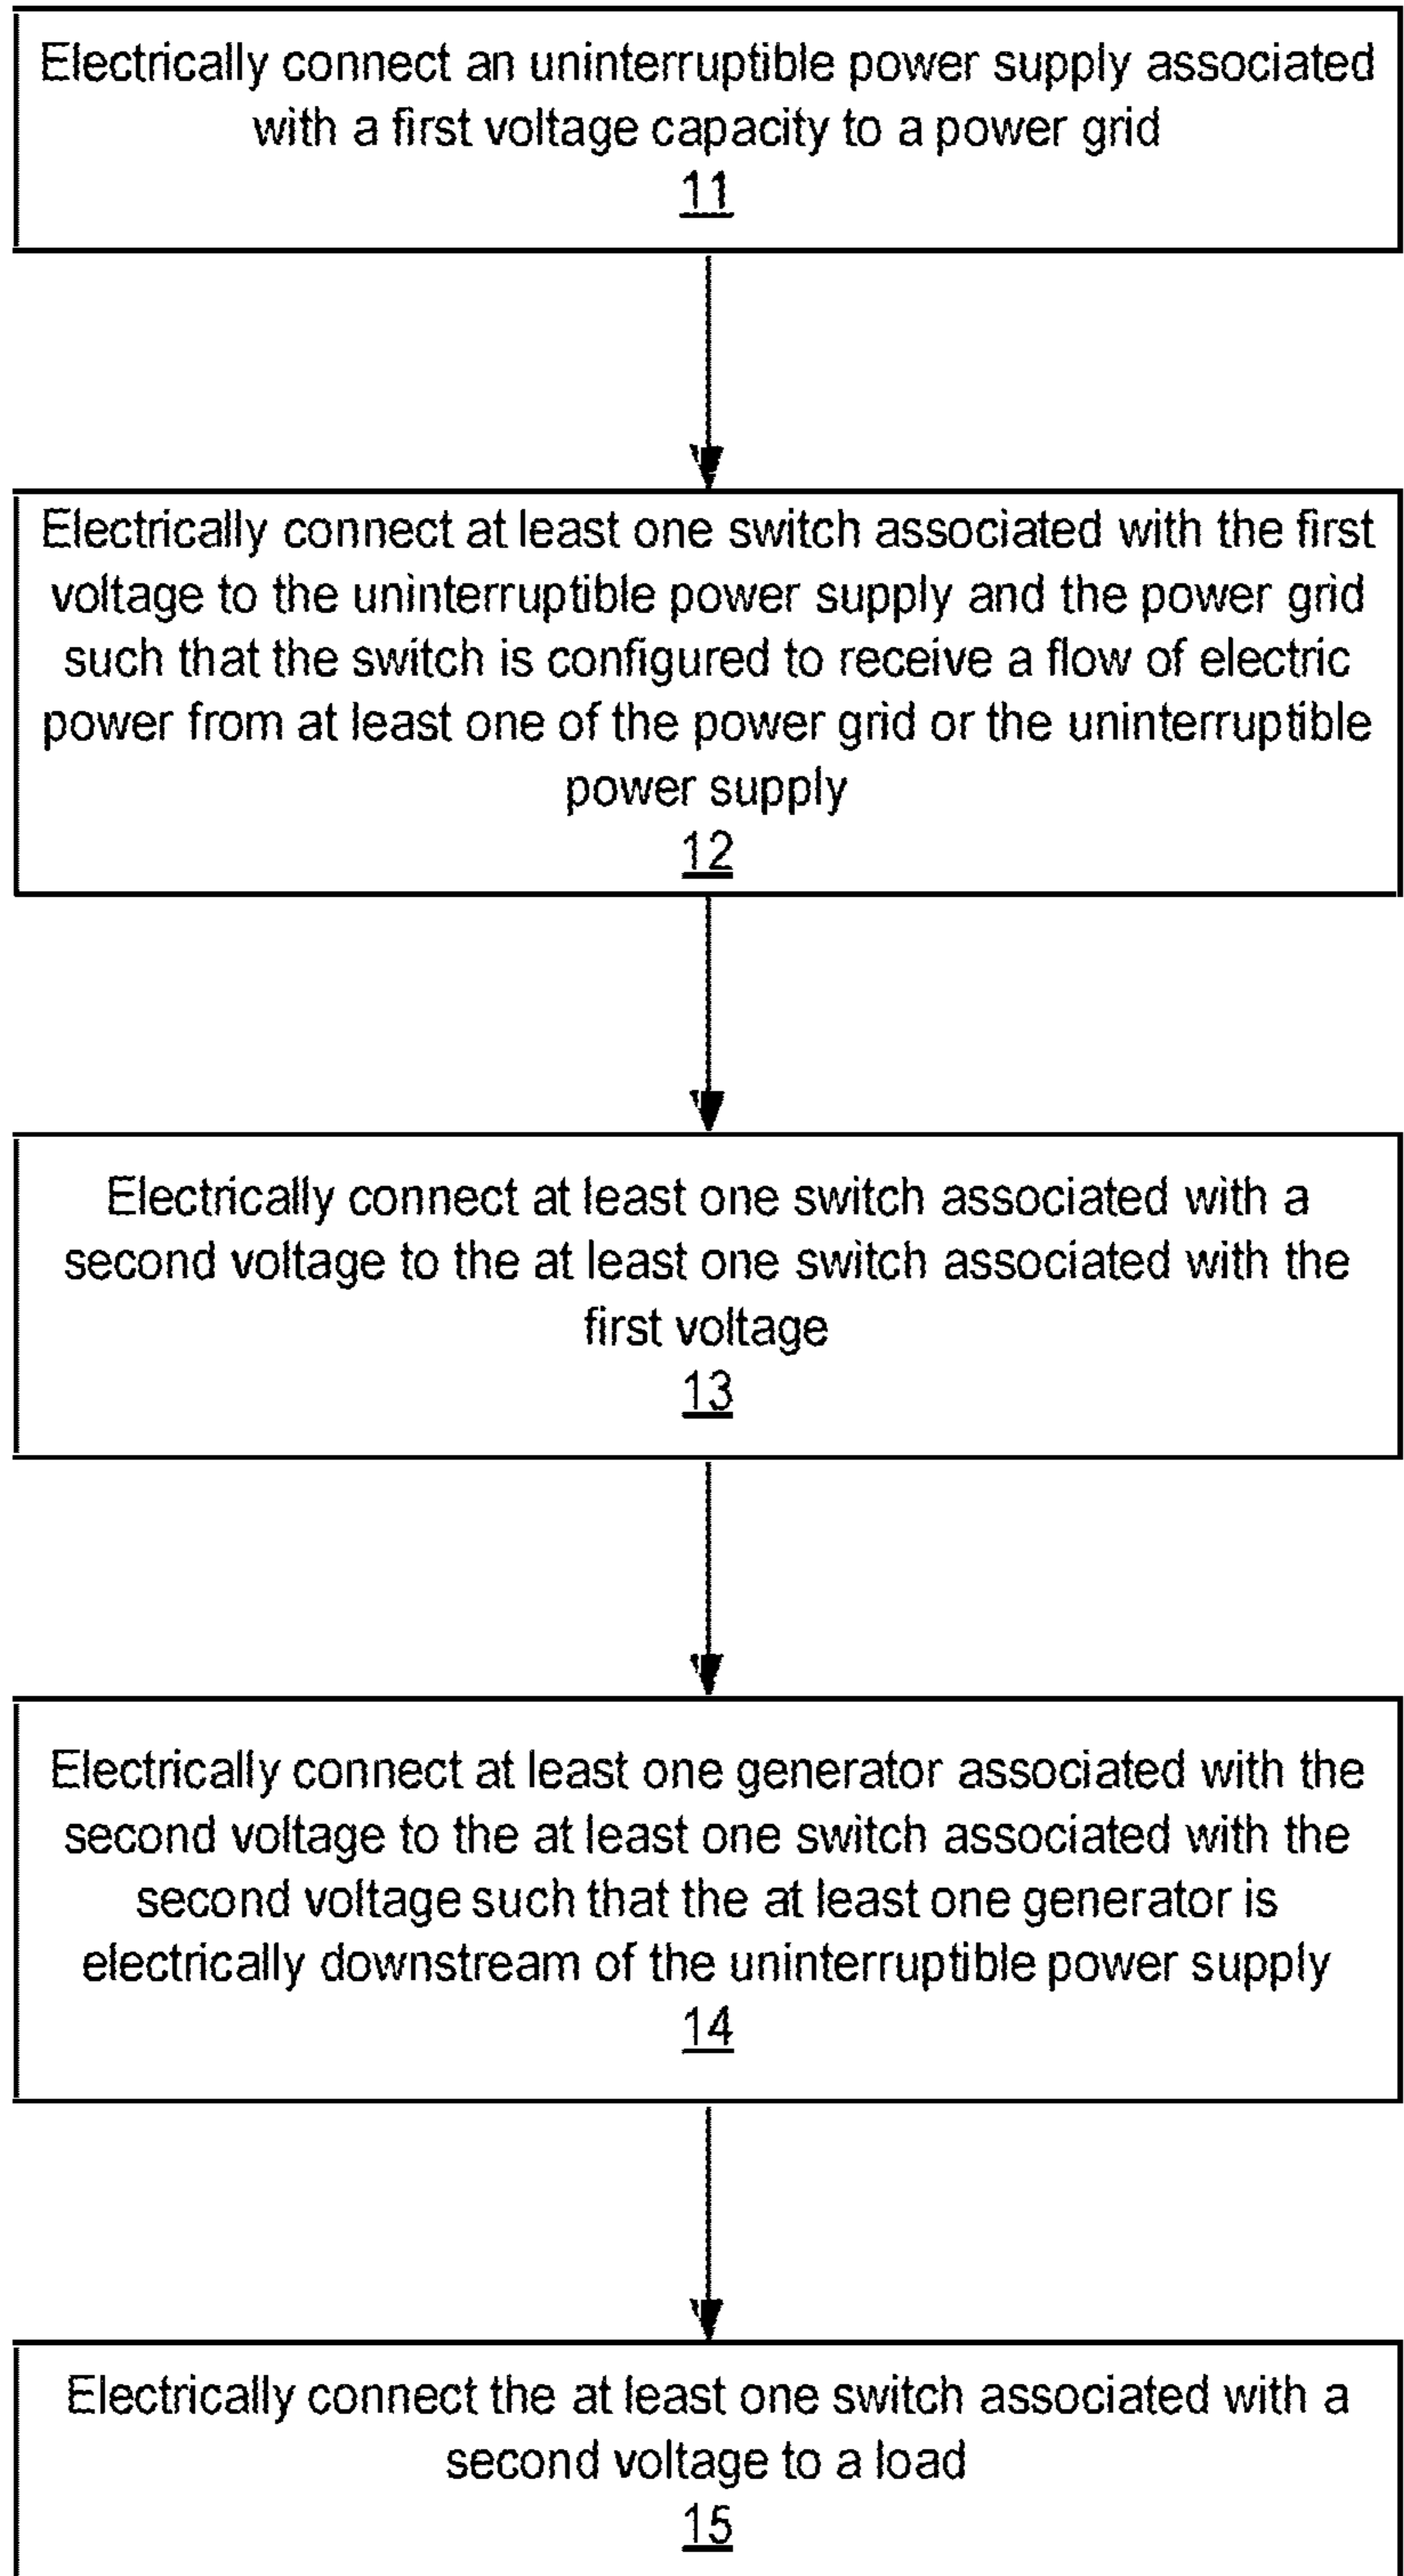 Electrically connect an uninterruptible power supply associated
with a first voltage capacity to a power grid
11
Electrically connect at least one switch associated with the first
voltage to the uninterruptible power supply and the power grid
such that the switch is configured to receive a flow of electric
power from at least one of the power grid or the uninterruptible
power supply
12
Electrically connect at least one switch associated with a
second voltage to the at least one switch associated with the
first voltage
13
Electrically connect at least one generator associated with the
second voltage to the at least one switch associated with the
second voltage such that the at least one generator is
electrically downstream of the uninterruptible power supply
14
Electrically connect the at least one switch associated with a
second voltage to a load
15